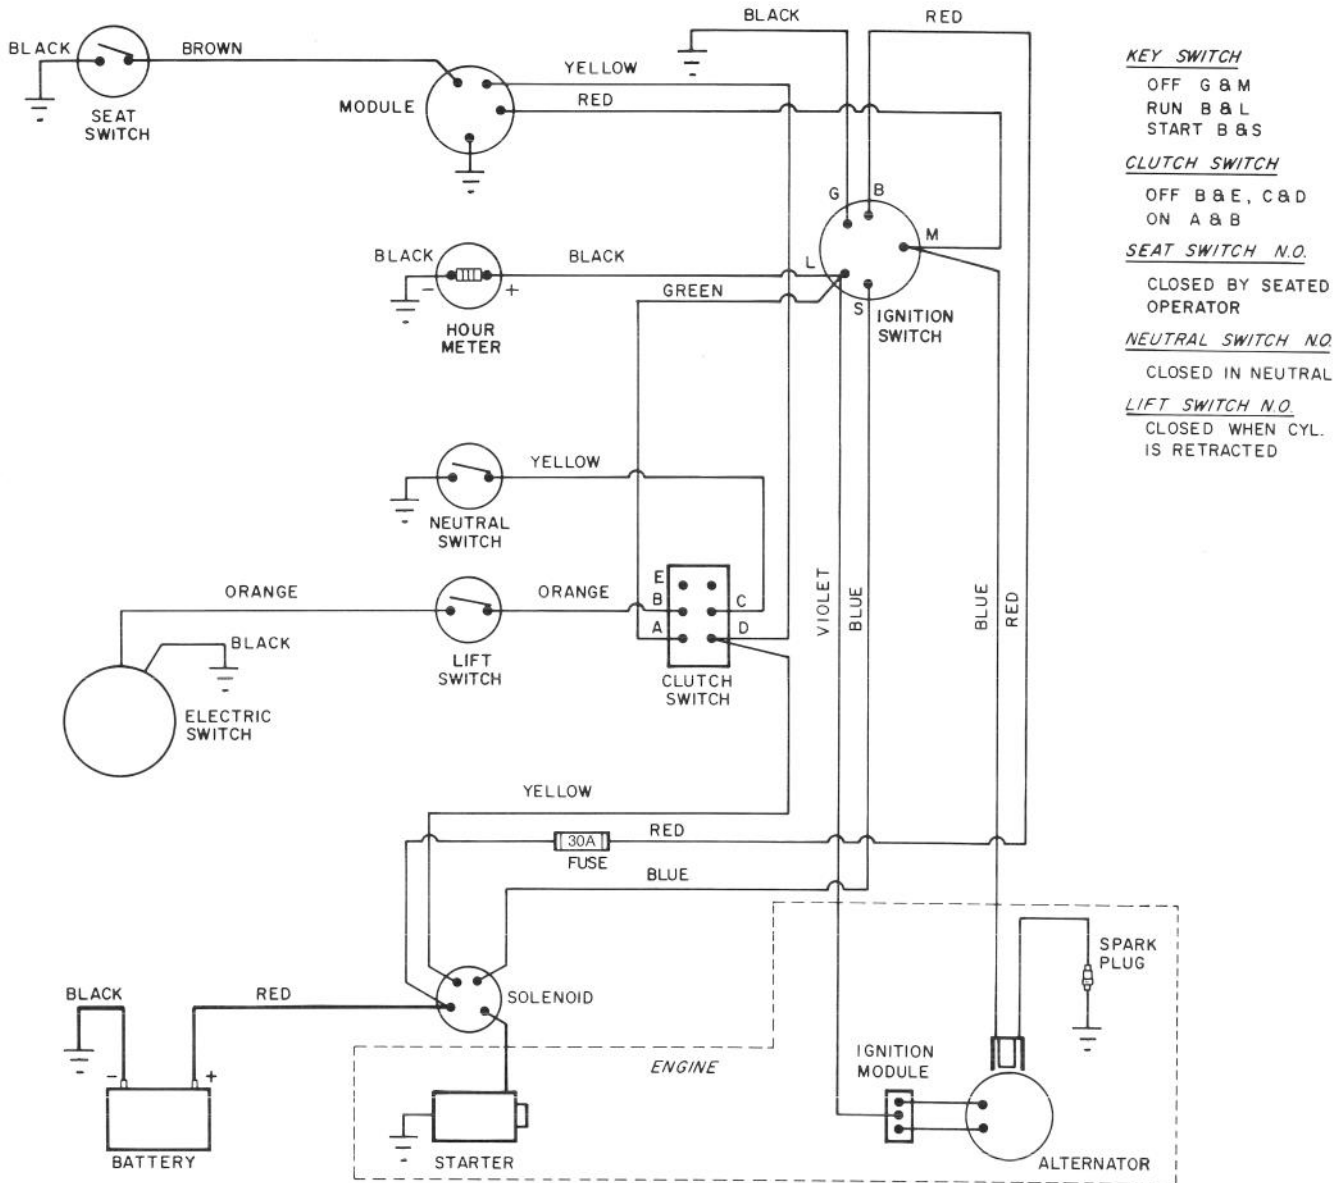 BLACK
RED
BLACK
BROWN
SEAT
SWITCH
YELLOW
RED
MODULE
G
B
M
L
S
IGNITION
SWITCH
BLACK
BLACK
-
+
GREEN
HOUR
METER
KEY SWITCH
OFF G & M
RUN B & L
START B & S
CLUTCH SWITCH
OFF B & E, C & D
ON A & B
SEAT SWITCH N.O.
CLOSED BY SEATED
OPERATOR
NEUTRAL SWITCH N.O.
CLOSED IN NEUTRAL
LIFT SWITCH N.O.
CLOSED WHEN CYL.
IS RETRACTED
YELLOW
NEUTRAL
SWITCH
ORANGE
ORANGE
LIFT
SWITCH
E
B
A
C
D
CLUTCH
SWITCH
VIOLET
BLUE
BLUE
RED
BLACK
ELECTRIC
SWITCH
YELLOW
RED
30A
FUSE
BLUE
SOLENOID
BLACK
RED
-
+
BATTERY
ENGINE
STARTER
IGNITION
MODULE
SPARK
PLUG
ALTERNATOR